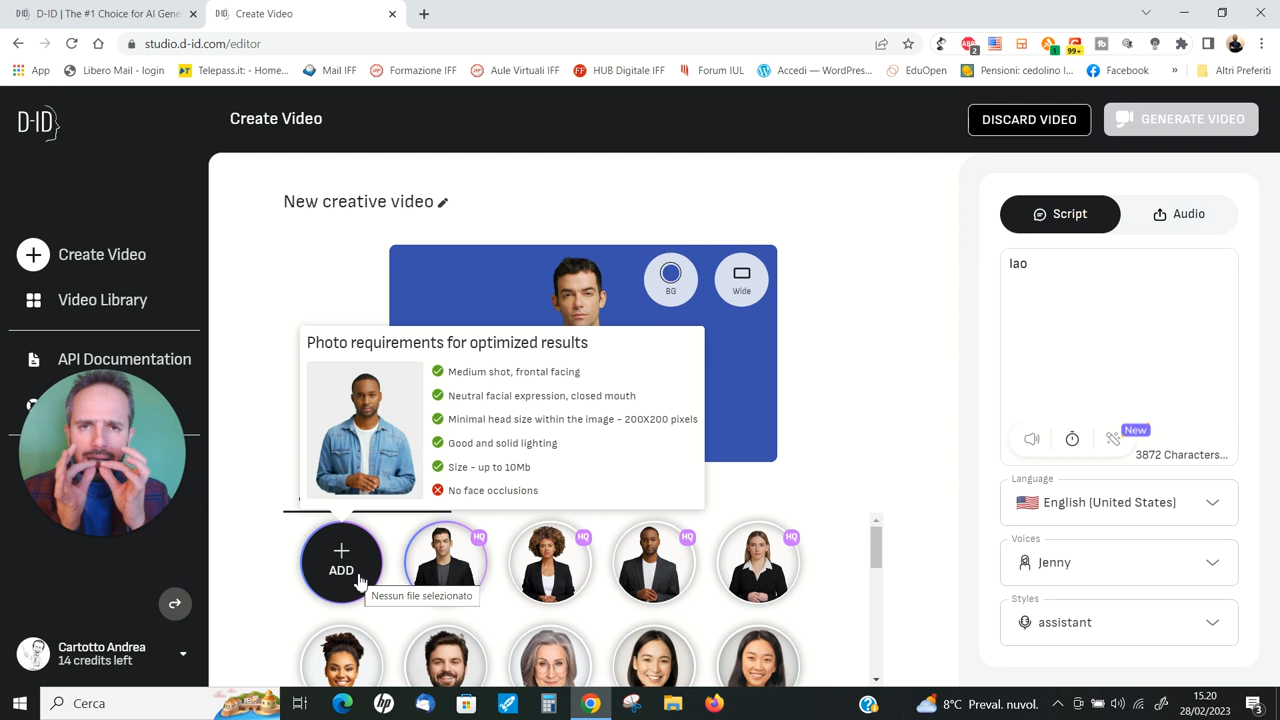 D-ID | The #1 Choice for AI Gene
Create Video
studio.d-id.com/editor
2
1
99+
App
Libero Mail - login
Telepass.it: - Home...
Mail IFF
Formazione IFF
Aule Virtuali IFF
HUB Digitale IFF
Forum IUL
Accedi — WordPres...
EduOpen
Pensioni: cedolino l...
Facebook
»
Altri Preferiti
D-ID
Create Video
DISCARD VIDEO
GENERATE VIDEO
Create Video
Video Library
API Documentation
Cartotto Andrea
14 credits left
New creative video
BG
Wide
Photo requirements for optimized results
Medium shot, frontal facing
Neutral facial expression, closed mouth
Minimal head size within the image - 200X200 pixels
Good and solid lighting
Size - up to 10Mb
No face occlusions
ADD
HQ
HQ
HQ
HQ
Nessun file selezionato
Script
Audio
Iao
New
3872 Characters...
Language
English (United States)
Voices
Jenny
Styles
assistant
Cerca
8°C Preval. nuvol.
15.20
28/02/2023
3